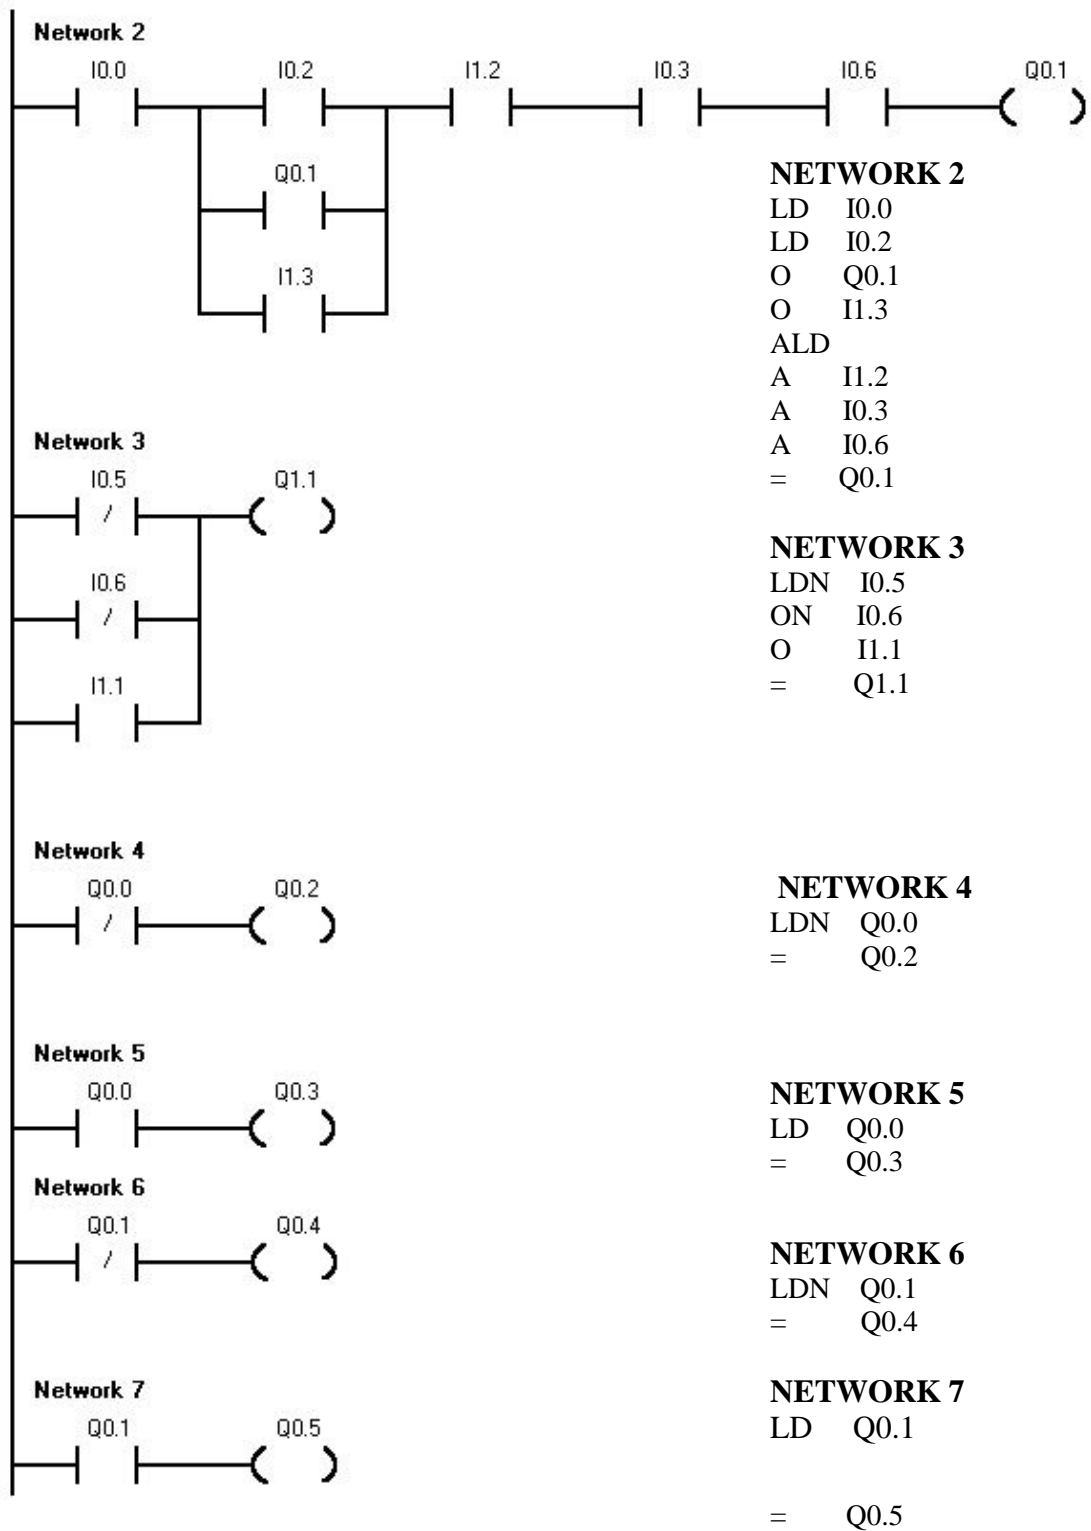 Network 2
I0.0 I0.2 I1.2 I0.3 I0.6 Q0.1
Q0.1
I1.3
NETWORK 2
LD I0.0
LD I0.2
O Q0.1
O I1.3
ALD
A I1.2
A I0.3
A I0.6
= Q0.1
Network 3
I0.5 Q1.1
/
I0.6
/
I1.1
NETWORK 3
LDN I0.5
ON I0.6
O I1.1
= Q1.1
Network 4
Q0.0 Q0.2
/
NETWORK 4
LDN Q0.0
= Q0.2
Network 5
Q0.0 Q0.3
NETWORK 5
LD Q0.0
= Q0.3
Network 6
Q0.1 Q0.4
/
NETWORK 6
LDN Q0.1
= Q0.4
Network 7
Q0.1 Q0.5
NETWORK 7
LD Q0.1
= Q0.5